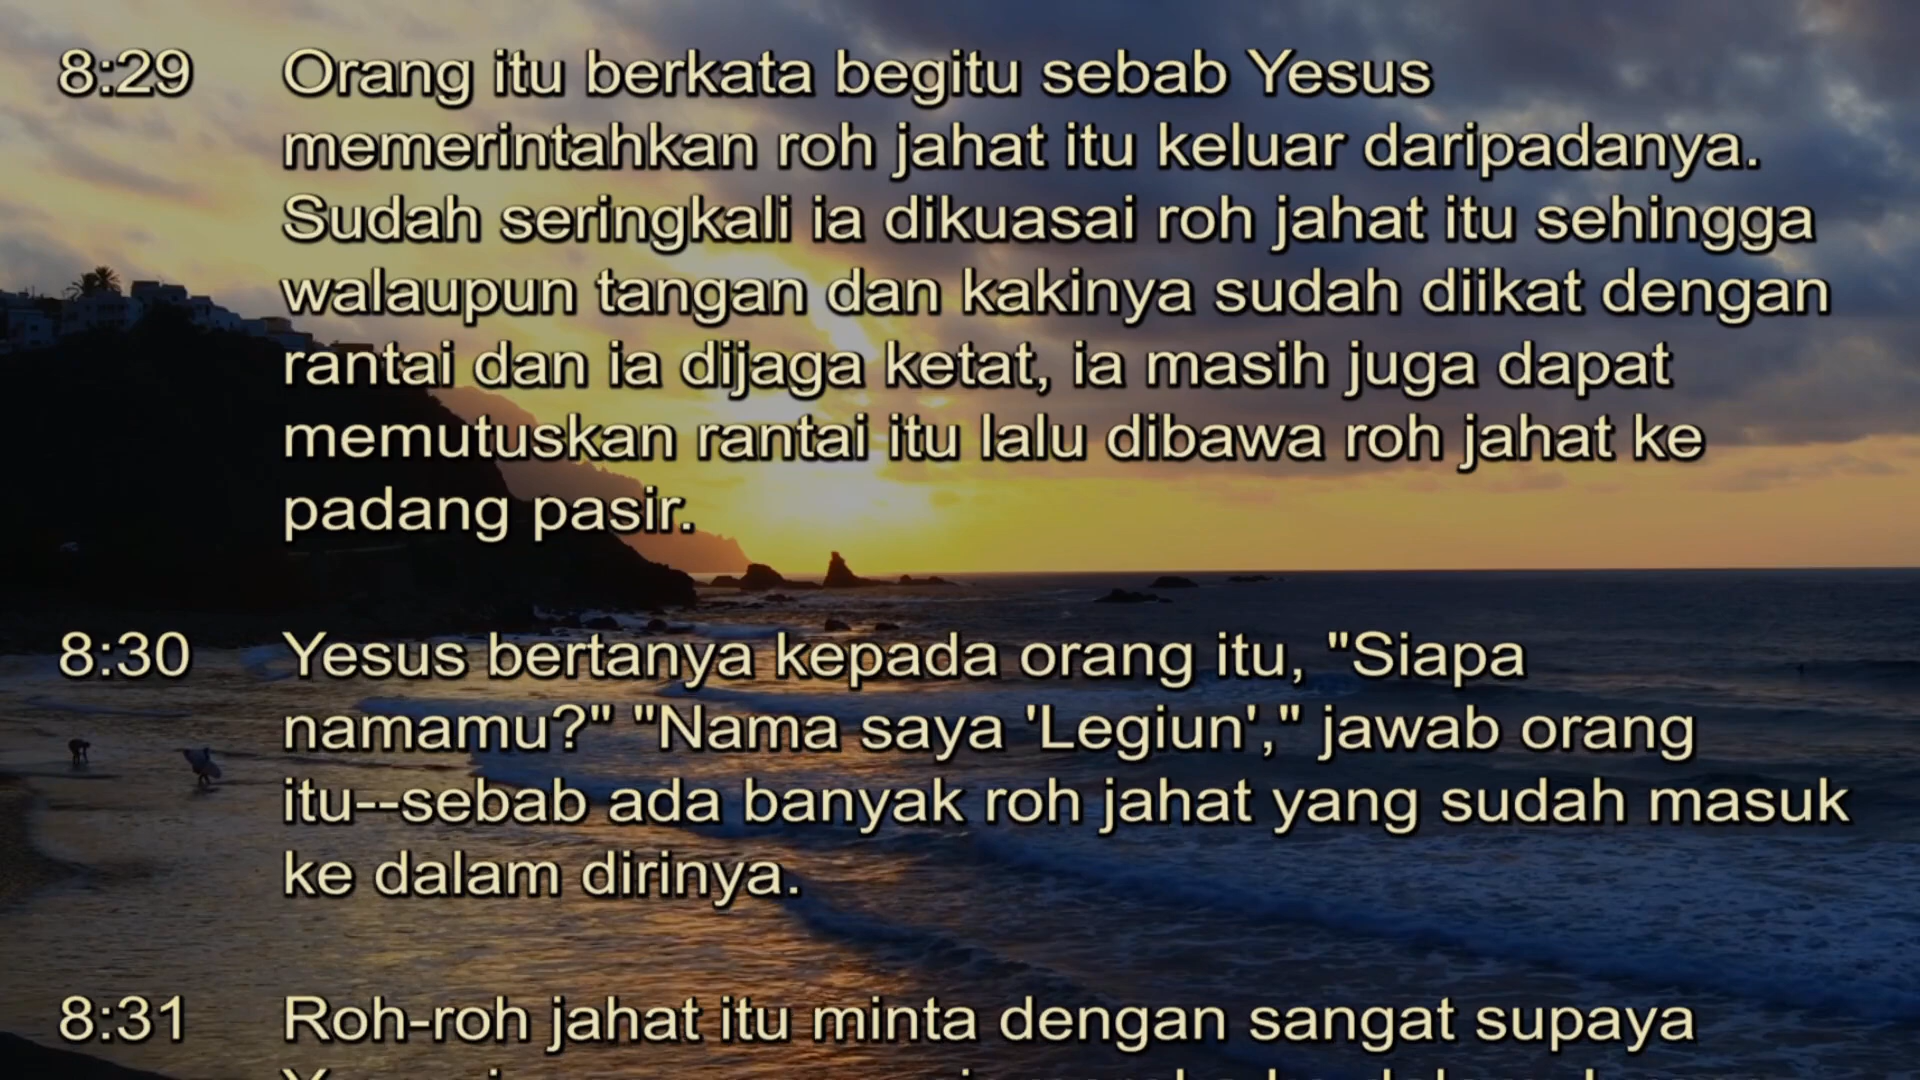 8:29 Orang itu berkata begitu sebab Yesus
memerintahkan roh jahat itu keluar daripadanya.
Sudah seringkali ia dikuasai roh jahat itu sehingga
walaupun tangan dan kakinya sudah diikat dengan
rantai dan ia dijaga ketat, ia masih juga dapat
memutuskan rantai itu lalu dibawa roh jahat ke
padang pasir.
8:30 Yesus bertanya kepada orang itu, "Siapa
namamu?" "Nama saya 'Legiun'," jawab orang
itu--sebab ada banyak roh jahat yang sudah masuk
ke dalam dirinya.
8:31 Roh-roh jahat itu minta dengan sangat supaya